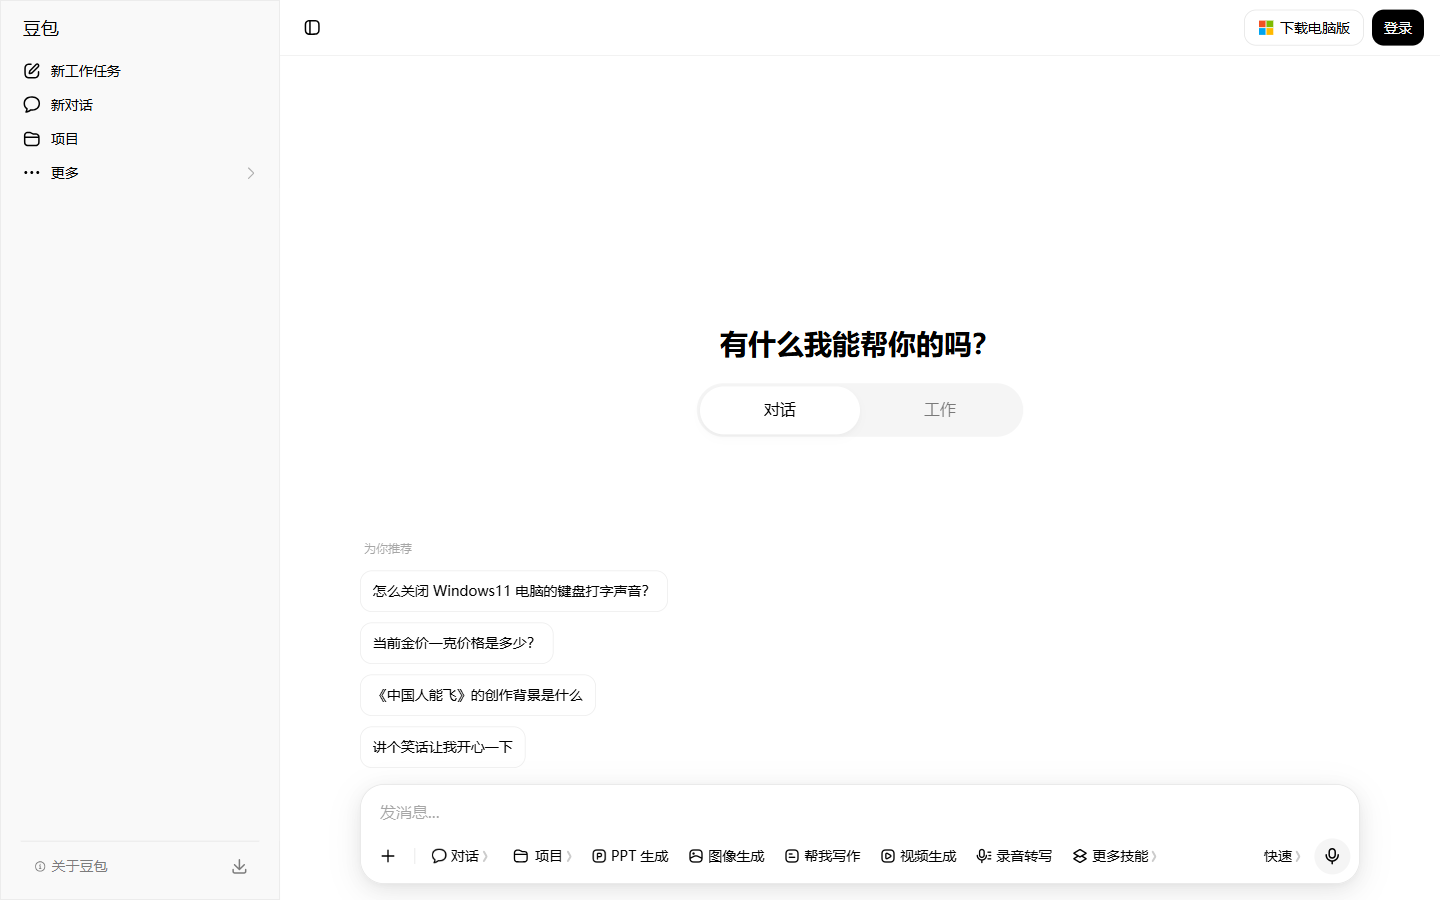 豆包
新工作任务
新对话
项目
更多
关于豆包
下载电脑版
登录
有什么我能帮你的吗？
对话
工作
为你推荐
怎么关闭 Windows11 电脑的键盘打字声音？
当前金价一克价格是多少？
《中国人能飞》的创作背景是什么
讲个笑话让我开心一下
发消息...
对话 项目 PPT 生成 图像生成 帮我写作 视频生成 录音转写 更多技能 快速